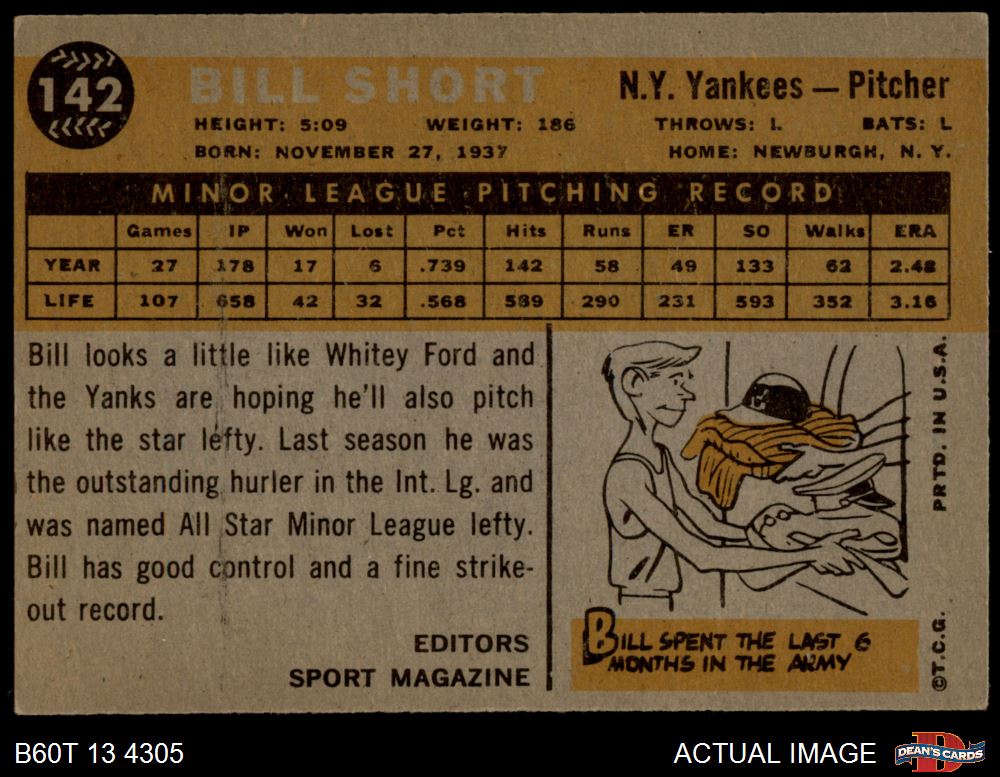 142
BILL SHORT
N.Y. Yankees — Pitcher
HEIGHT: 5:09 WEIGHT: 186 THROWS: L BATS: L
BORN: NOVEMBER 27, 1937 HOME: NEWBURGH, N. Y.
MINOR LEAGUE PITCHING RECORD
Games IP Won Lost Pct Hits Runs ER SO Walks ERA
YEAR 27 178 17 6 .739 142 58 49 133 62 2.48
LIFE 107 658 42 32 .568 589 290 231 593 352 3.16
Bill looks a little like Whitey Ford and
the Yanks are hoping he'll also pitch
like the star lefty. Last season he was
the outstanding hurler in the Int. Lg. and
was named All Star Minor League lefty.
Bill has good control and a fine strike-
out record.
EDITORS
SPORT MAGAZINE
BILL SPENT THE LAST 6
MONTHS IN THE ARMY
©T.C.G. PRTD. IN U.S.A.
B60T 13 4305
ACTUAL IMAGE
D
DEAN'S CARDS